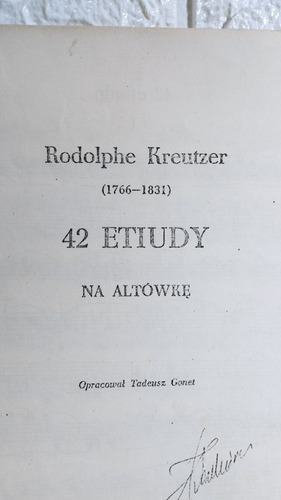 Rodolphe Kreutzer
(1766—1831)
42 ETIUDY
NA ALTÓWKĘ
Opracował Tadeusz Gonet